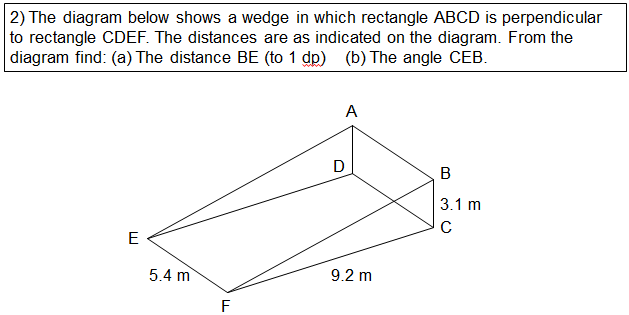 2) The diagram below shows a wedge in which rectangle ABCD is perpendicular
to rectangle CDEF. The distances are as indicated on the diagram. From the
diagram find: (a) The distance BE (to 1 dp) (b) The angle CEB.
A
D
B
3.1 m
C
E
5.4 m
9.2 m
F